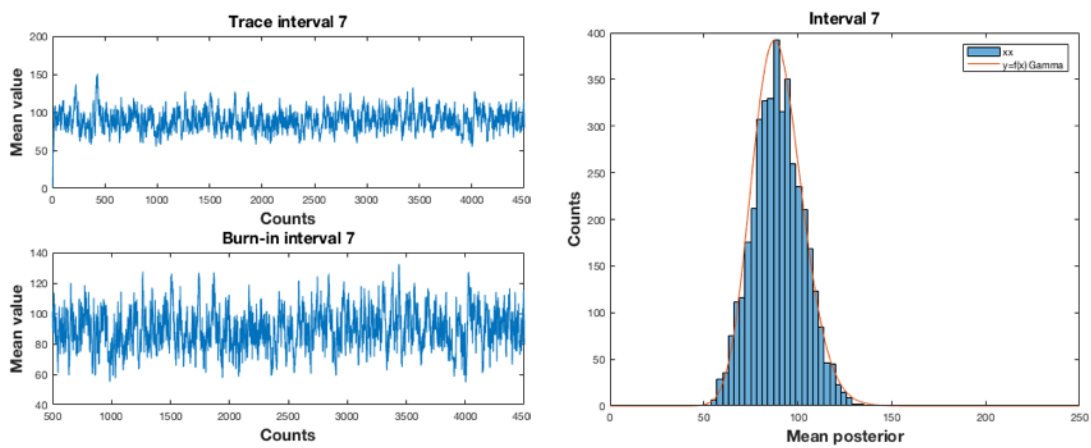 Trace interval 7
200
150
100
50
0
Mean value
0 500 1000 1500 2000 2500 3000 3500 4000 450
Counts
Burn-in interval 7
140
120
100
80
60
40
Mean value
500 1000 1500 2000 2500 3000 3500 4000 450
Counts
Interval 7
400
350
300
250
200
150
100
50
0
Counts
xx
y=f(x) Gamma
0 50 100 150 200 250
Mean posterior